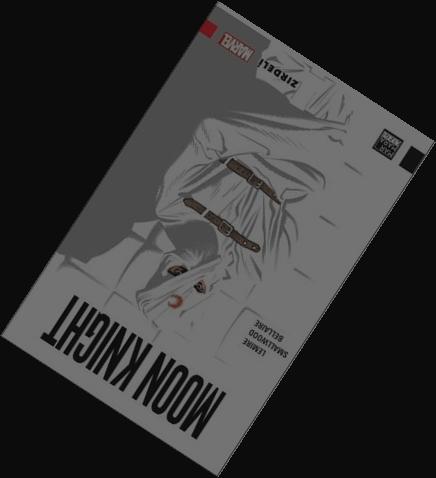 MOON KNIGHT
LEMIRE
SMALLWOOD
BELLAIRE
ZIRDELİ
MARVEL